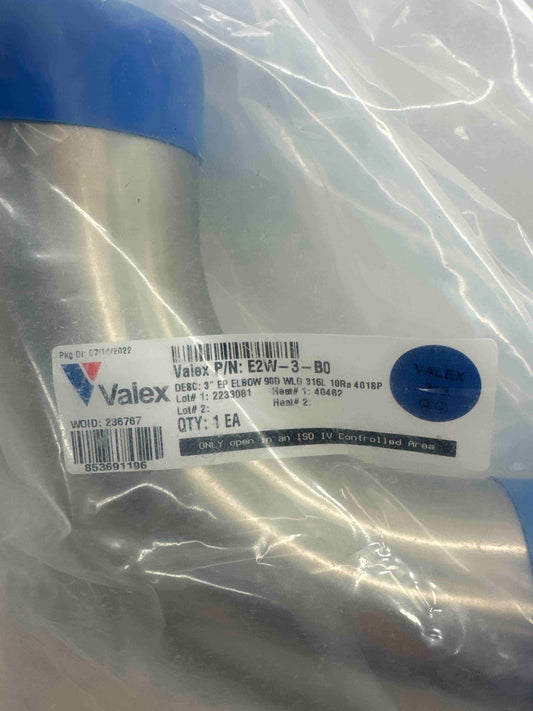 Pkg Dt: 07/14/2022
Valex
WOID: 236767
853691196
Valex P/N: E2W-3-B0
DESC: 3" EP ELBOW 90D WLD 316L 10Ra 401SP
Lot# 1: 2233081 Heat# 1: 40462
Lot# 2: Heat# 2:
QTY: 1 EA
ONLY open in an ISO IV Controlled Area
VALEX